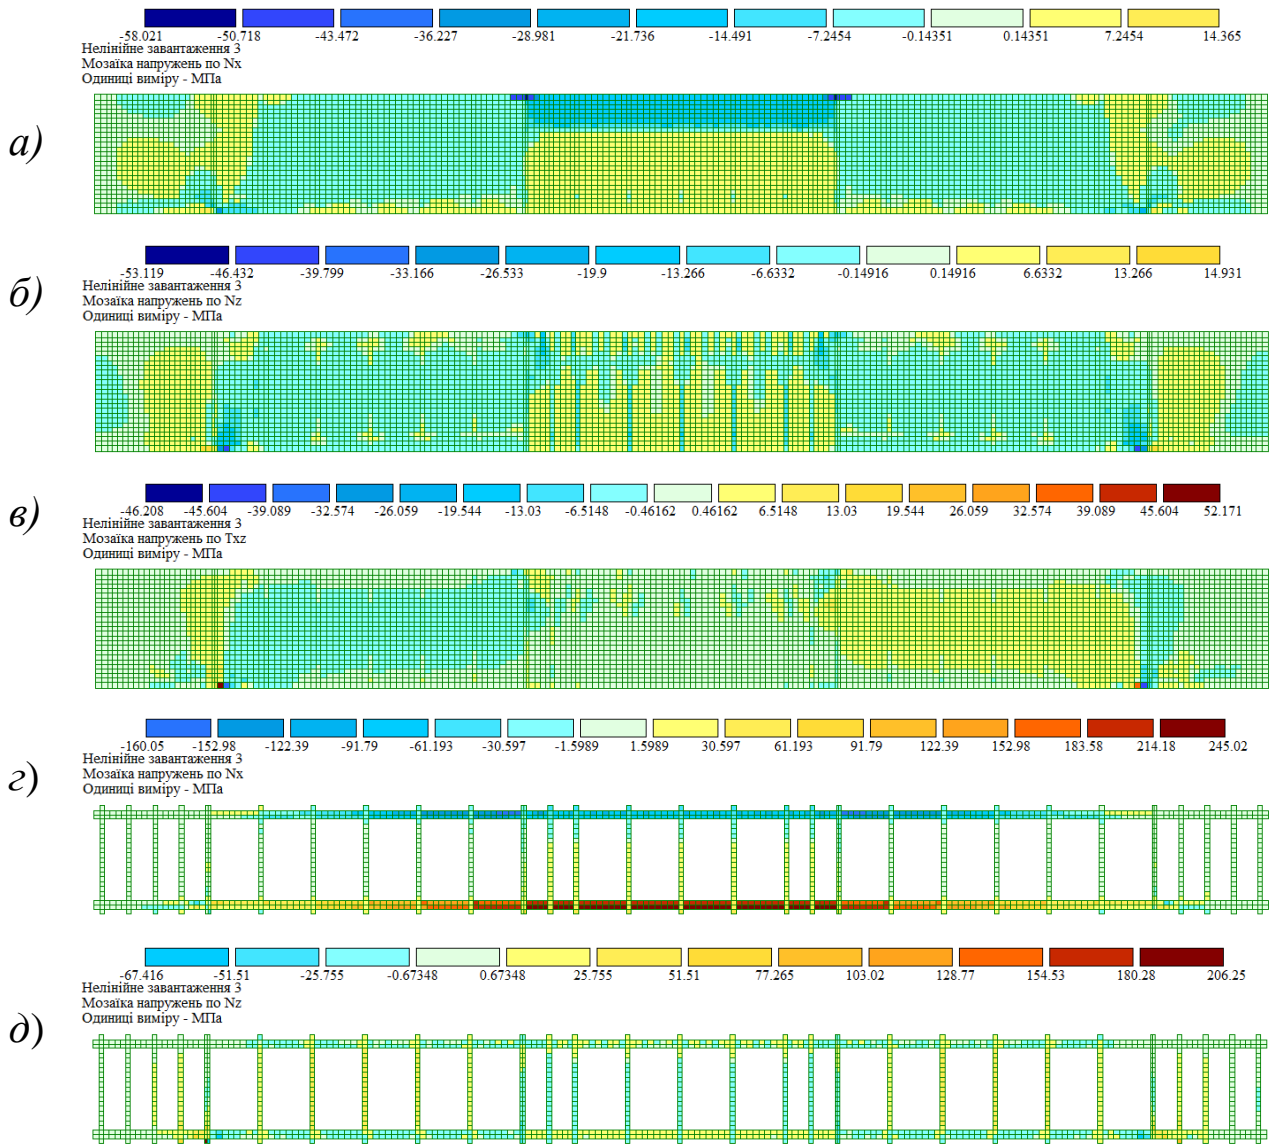 -58.021 -50.718 -43.472 -36.227 -28.981 -21.736 -14.491 -7.2454 -0.14351 0.14351 7.2454 14.365
Нелінійне завантаження 3
Мозаїка напружень по Nx
Одиниці виміру - МПа
а)
-53.119 -46.432 -39.799 -33.166 -26.533 -19.9 -13.266 -6.6332 -0.14916 0.14916 6.6332 13.266 14.931
Нелінійне завантаження 3
Мозаїка напружень по Nz
Одиниці виміру - МПа
б)
-46.208 -45.604 -39.089 -32.574 -26.059 -19.544 -13.03 -6.5148 -0.46162 0.46162 6.5148 13.03 19.544 26.059 32.574 39.089 45.604 52.171
Нелінійне завантаження 3
Мозаїка напружень по Txz
Одиниці виміру - МПа
в)
-160.05 -152.98 -122.39 -91.79 -61.193 -30.597 -1.5989 1.5989 30.597 61.193 91.79 122.39 152.98 183.58 214.18 245.02
Нелінійне завантаження 3
Мозаїка напружень по Nx
Одиниці виміру - МПа
г)
-67.416 -51.51 -25.755 -0.67348 0.67348 25.755 51.51 77.265 103.02 128.77 154.53 180.28 206.25
Нелінійне завантаження 3
Мозаїка напружень по Nz
Одиниці виміру - МПа
д)